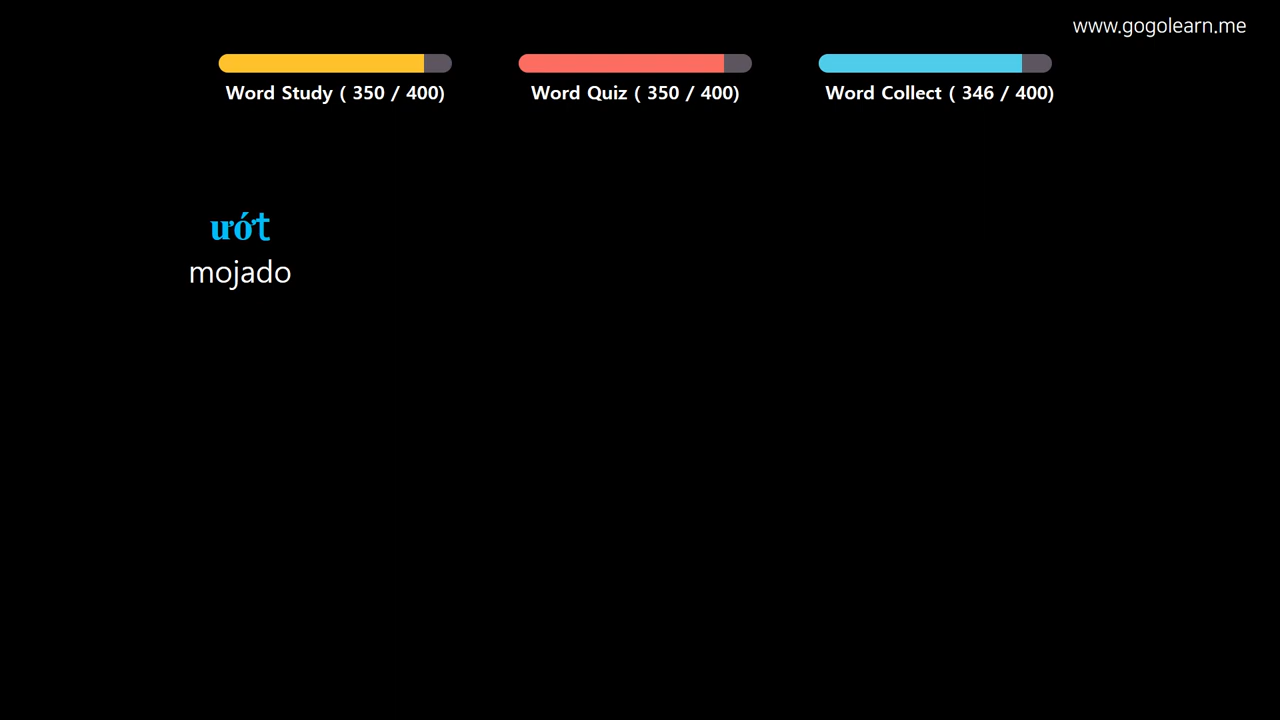 www.gogolearn.me
Word Study ( 350 / 400)
Word Quiz ( 350 / 400)
Word Collect ( 346 / 400)
ướt
mojado